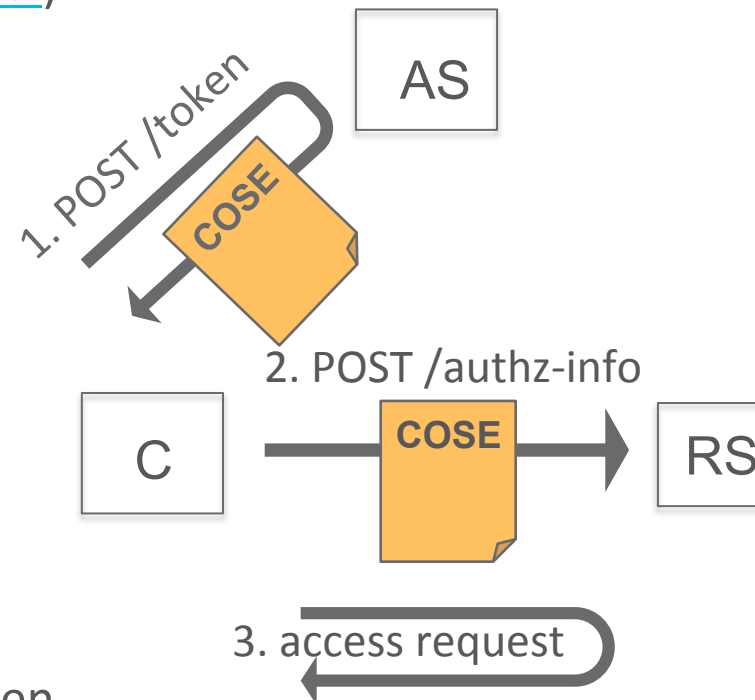 AS
1. POST /token
COSE
2. POST /authz-info
C
COSE
RS
3. access request